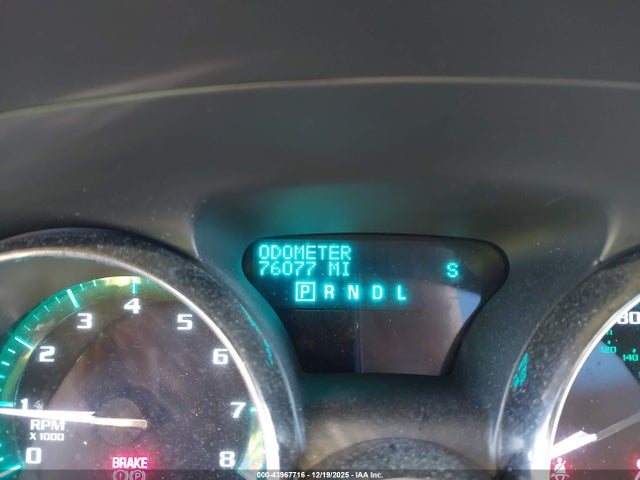 ODOMETER
76077 MI S
P R N D L
0 1 2 3 4 5 6 7 8
RPM
X 1000
BRAKE
120
140
000-43967716 - 12/19/2025 - IAA Inc.